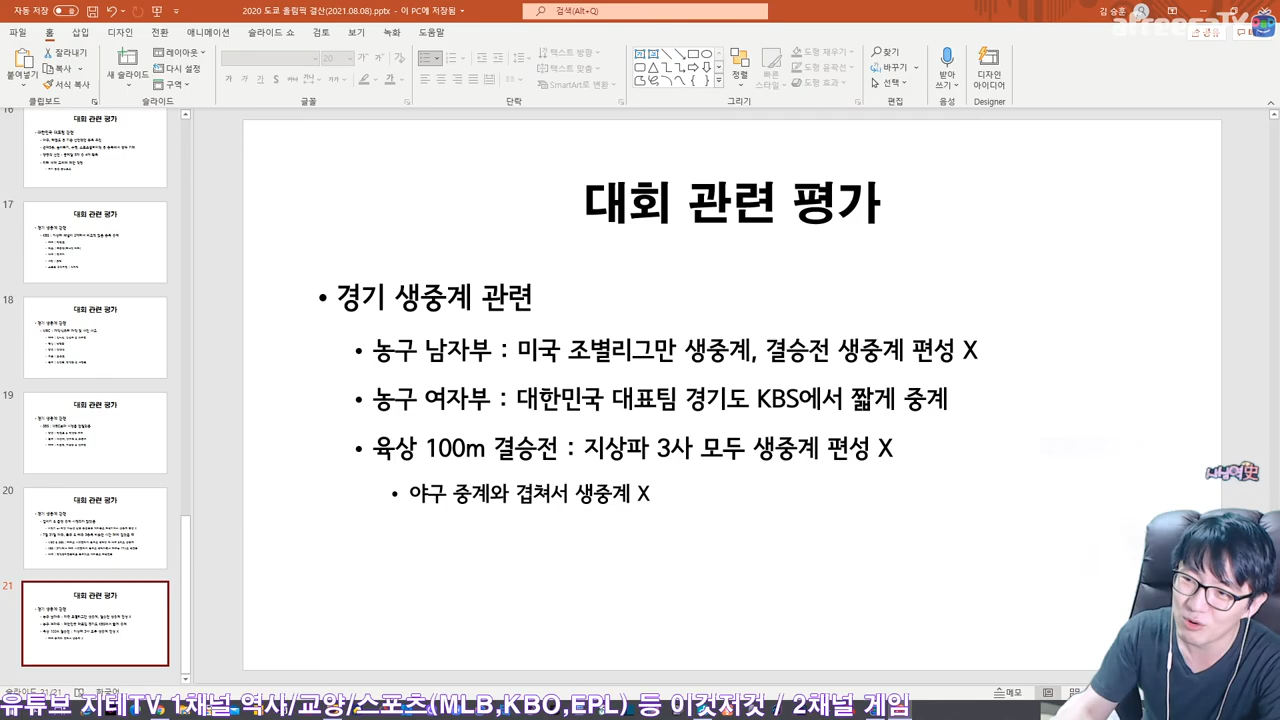 자동 저장
2020 도쿄 올림픽 결산(2021.08.08).pptx - 이 PC에 저장됨
검색(Alt+Q)
김 승훈
afreecaTV
파일 홈 삽입 디자인 전환 애니메이션 슬라이드 쇼 검토 보기 녹화 도움말
공유
붙여넣기
잘라내기
복사
서식 복사
클립보드
새 슬라이드
레이아웃
다시 설정
구역
슬라이드
20
글꼴
텍스트 방향
텍스트 맞춤
SmartArt로 변환
단락
정렬
빠른 스타일
도형 채우기
도형 윤곽선
도형 효과
그리기
찾기
바꾸기
선택
편집
받아쓰기
음성
디자인 아이디어
Designer
16
대회 관련 평가
17
대회 관련 평가
18
대회 관련 평가
19
대회 관련 평가
20
대회 관련 평가
21
대회 관련 평가
대회 관련 평가
• 경기 생중계 관련
• 농구 남자부 : 미국 조별리그만 생중계, 결승전 생중계 편성 X
• 농구 여자부 : 대한민국 대표팀 경기도 KBS에서 짧게 중계
• 육상 100m 결승전 : 지상파 3사 모두 생중계 편성 X
• 야구 중계와 겹쳐서 생중계 X
메모
유튜브 지테TV 1채널 역사/교양/스포츠(MLB,KBO,EPL) 등 이것저것 / 2채널 게임